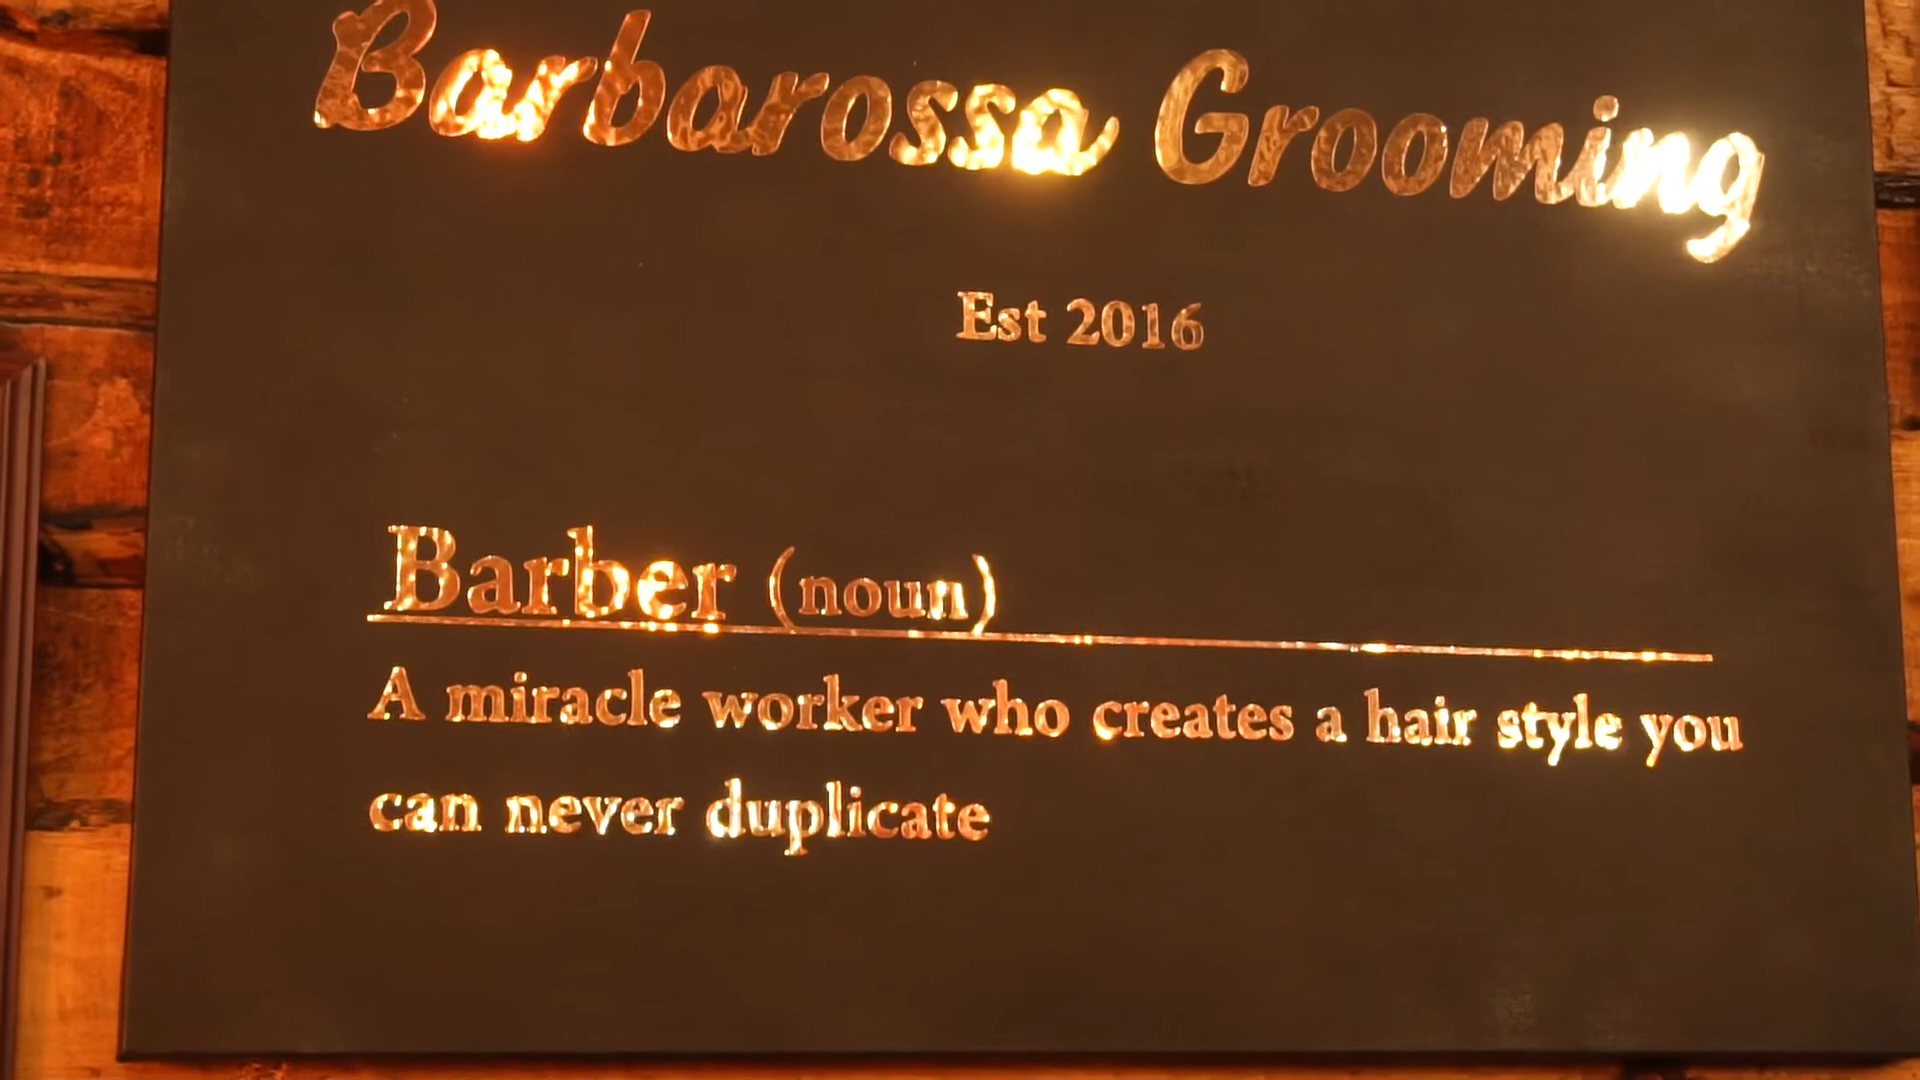 Barbarossa Grooming
Est 2016
Barber (noun)
A miracle worker who creates a hair style you
can never duplicate